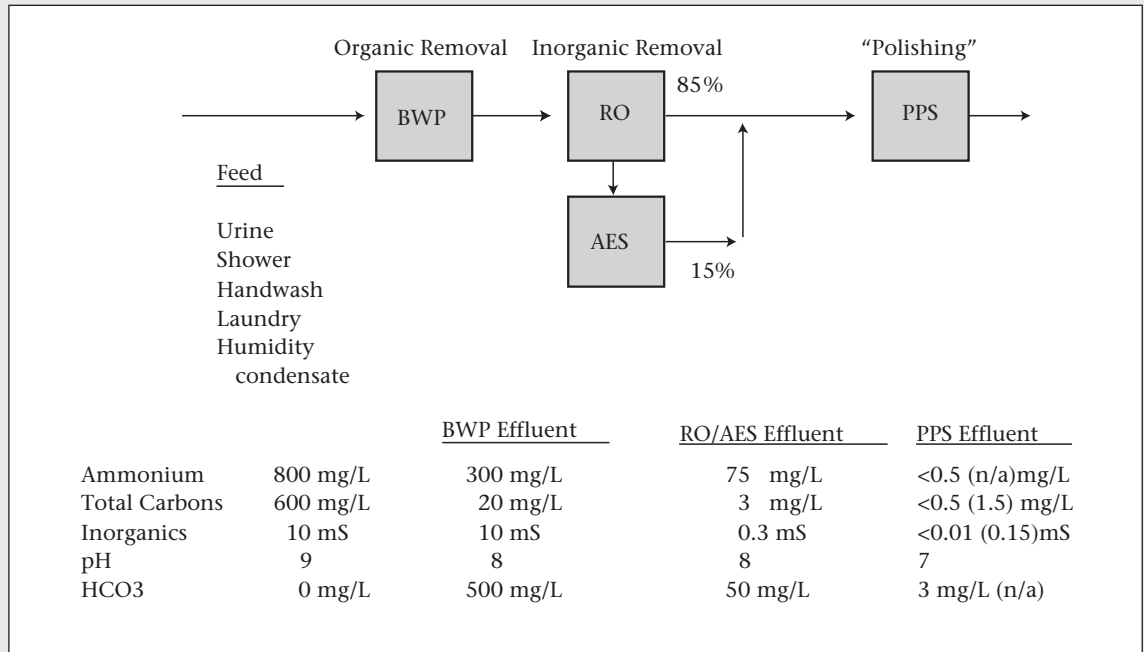 Organic Removal Inorganic Removal “Polishing”
85%
BWP RO PPS
Feed
AES
15%
Urine
Shower
Handwash
Laundry
Humidity
condensate
BWP Effluent RO/AES Effluent PPS Effluent
Ammonium 800 mg/L 300 mg/L 75 mg/L <0.5 (n/a)mg/L
Total Carbons 600 mg/L 20 mg/L 3 mg/L <0.5 (1.5) mg/L
Inorganics 10 mS 10 mS 0.3 mS <0.01 (0.15)mS
pH 9 8 8 7
HCO3 0 mg/L 500 mg/L 50 mg/L 3 mg/L (n/a)